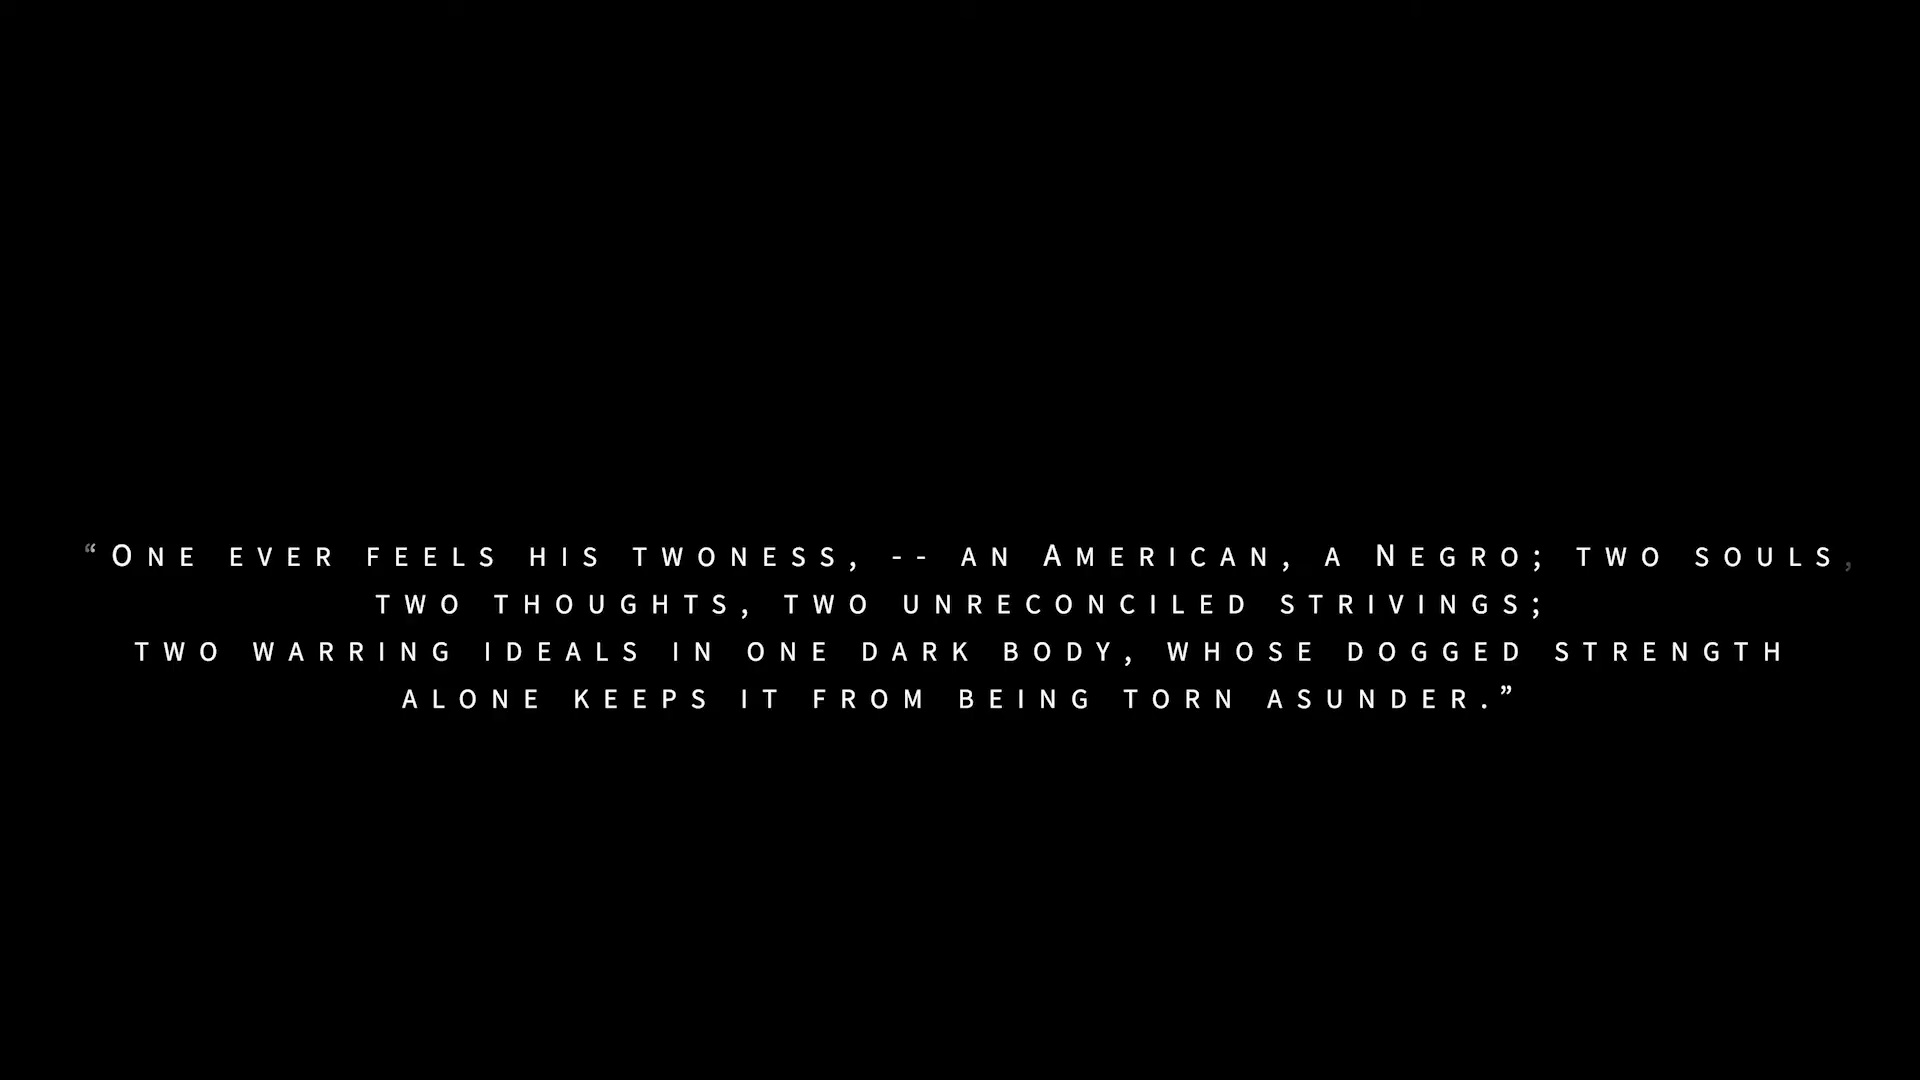 “One ever feels his twoness, -- an American, a Negro; two souls,
two thoughts, two unreconciled strivings;
two warring ideals in one dark body, whose dogged strength
alone keeps it from being torn asunder.”